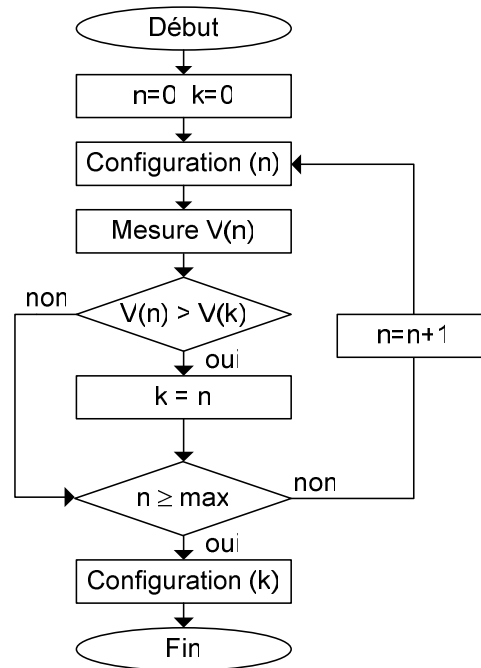 Début
n=0 k=0
Configuration (n)
Mesure V(n)
non
V(n) > V(k)
oui
n=n+1
k = n
n ≥ max
non
oui
Configuration (k)
Fin